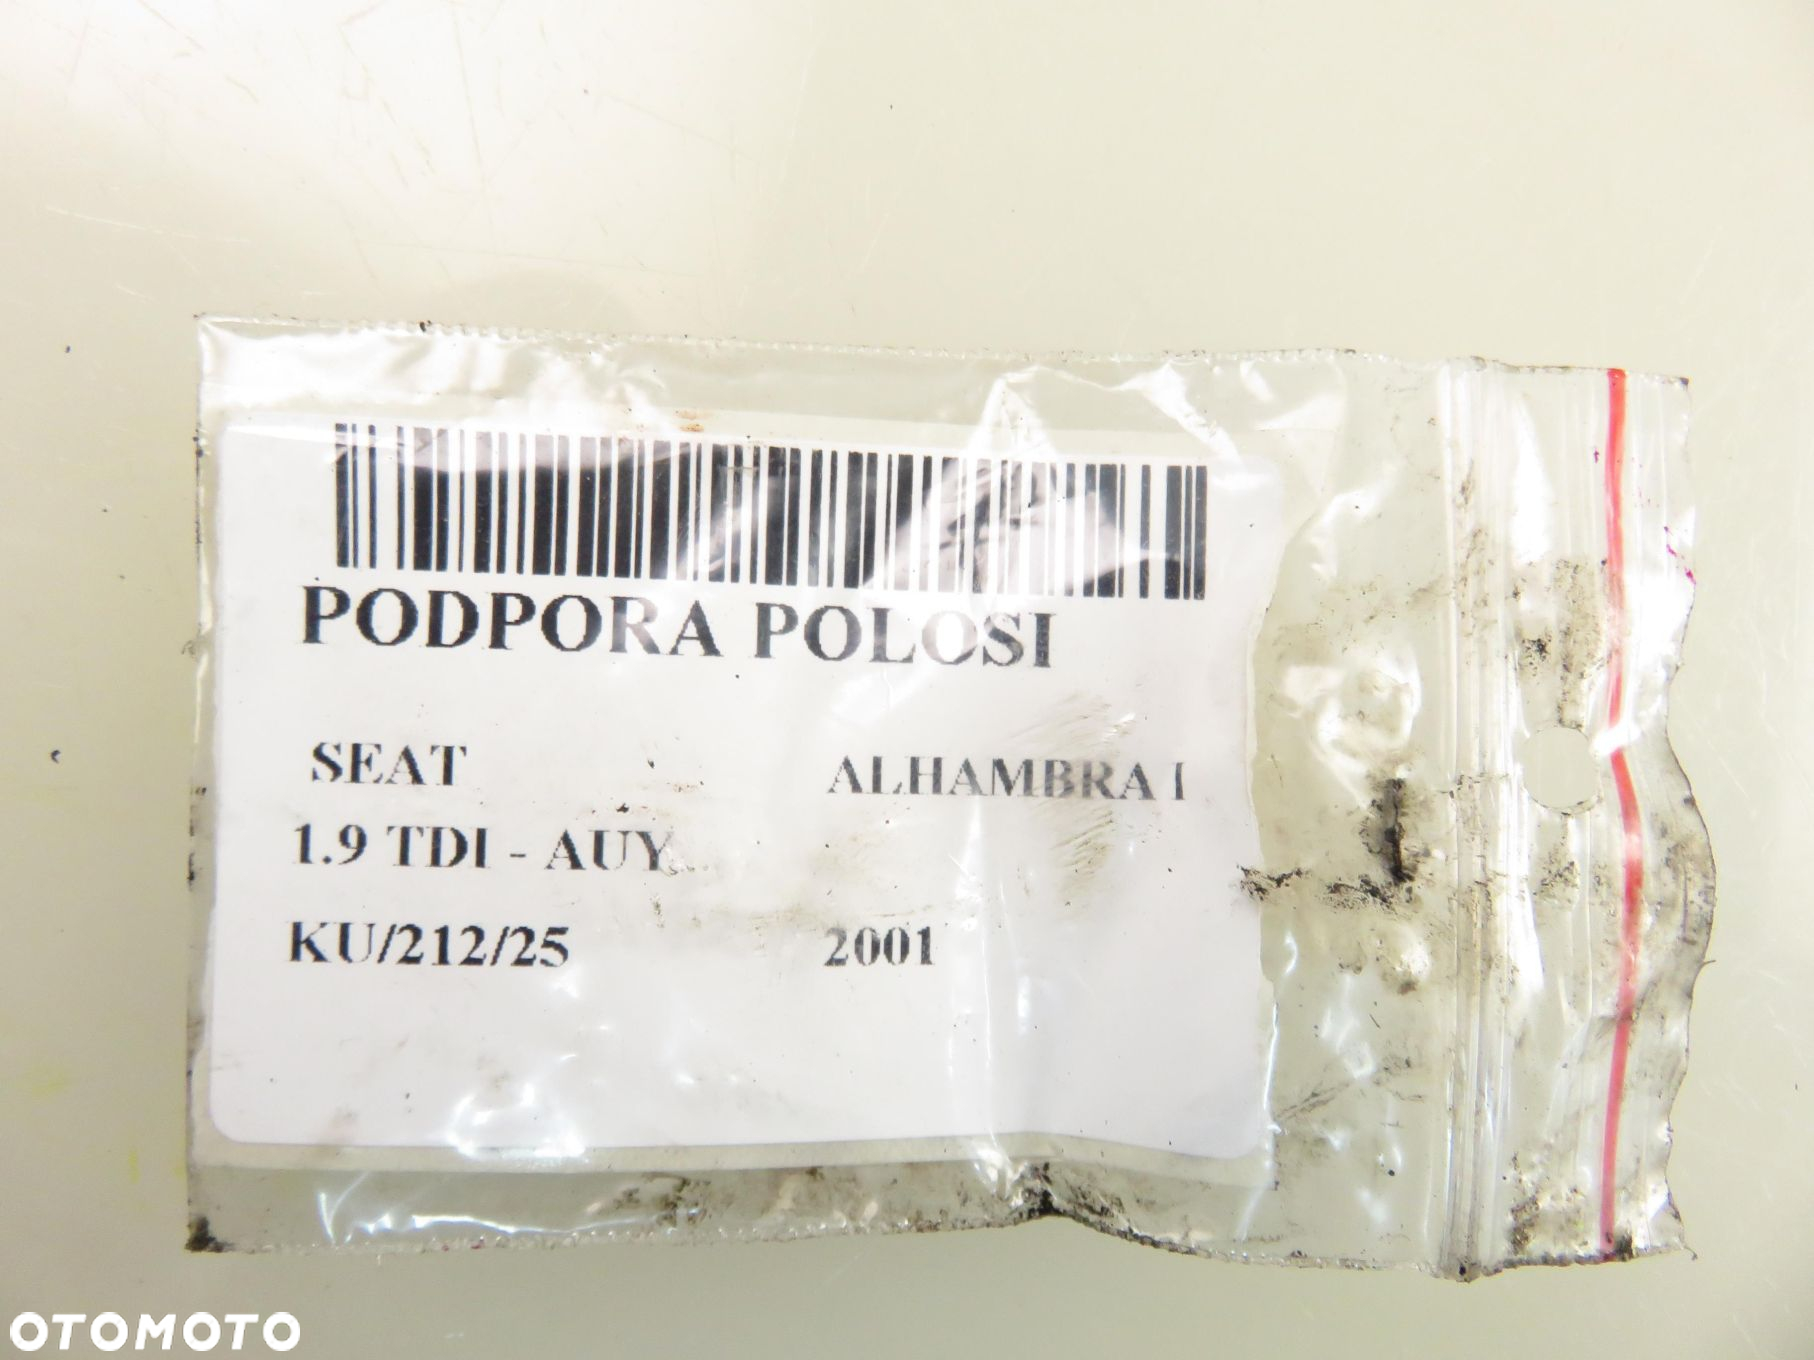 PODPORA POLOSI
SEAT ALHAMBRA I
1.9 TDI - AUY
KU/212/25 2001
OTOMOTO